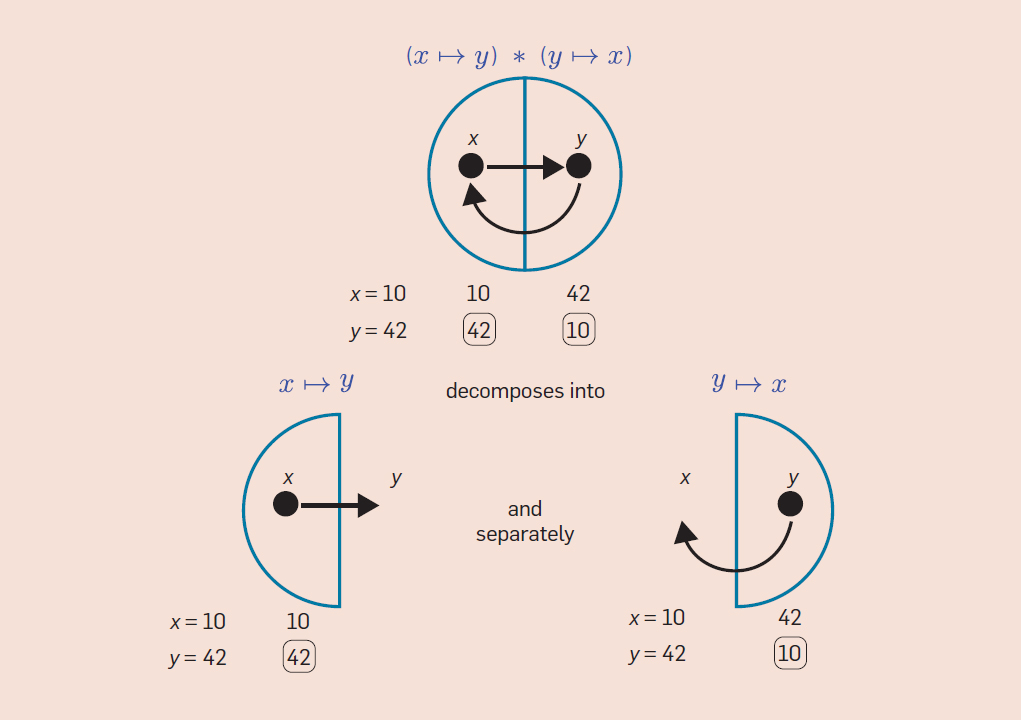 (x ↦ y) ∗ (y ↦ x)
x y
x = 10 10 42
y = 42 42 10
decomposes into
x ↦ y
x y
x = 10 10
y = 42 42
and
separately
y ↦ x
x y
x = 10 42
y = 42 10